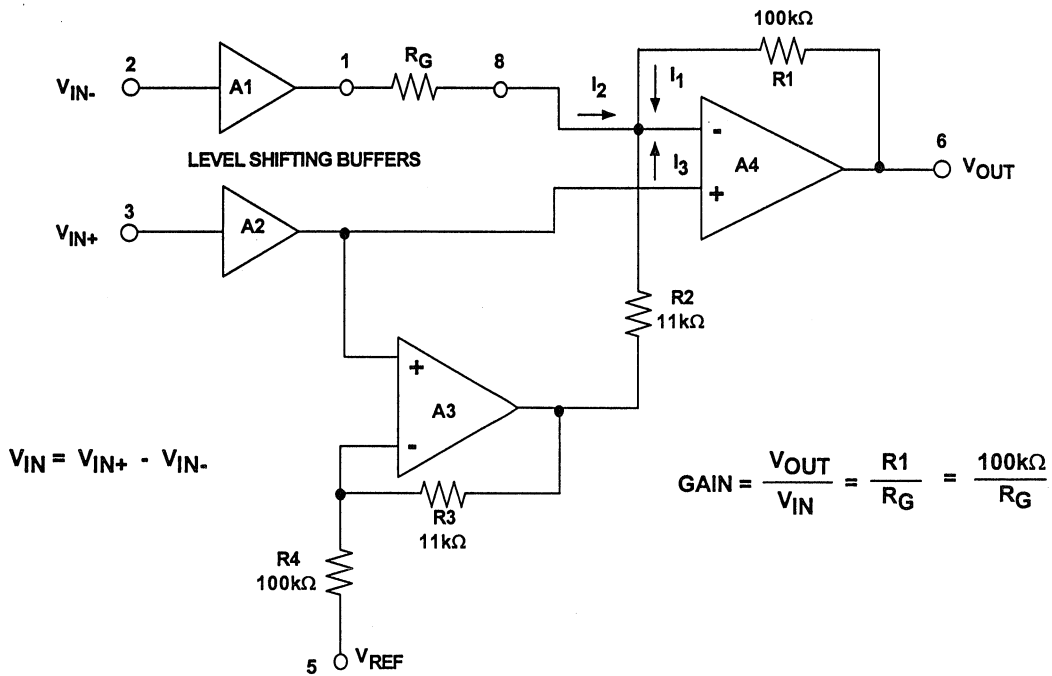 100kΩ
R1
2
VIN-
A1
1
RG
8
I2
I1
-
A4
+
6
VOUT
LEVEL SHIFTING BUFFERS
I3
3
VIN+
A2
R2
11kΩ
+
A3
-
VIN = VIN+ - VIN-
GAIN = VOUT/VIN = R1/RG = 100kΩ/RG
R3
11kΩ
R4
100kΩ
5
VREF